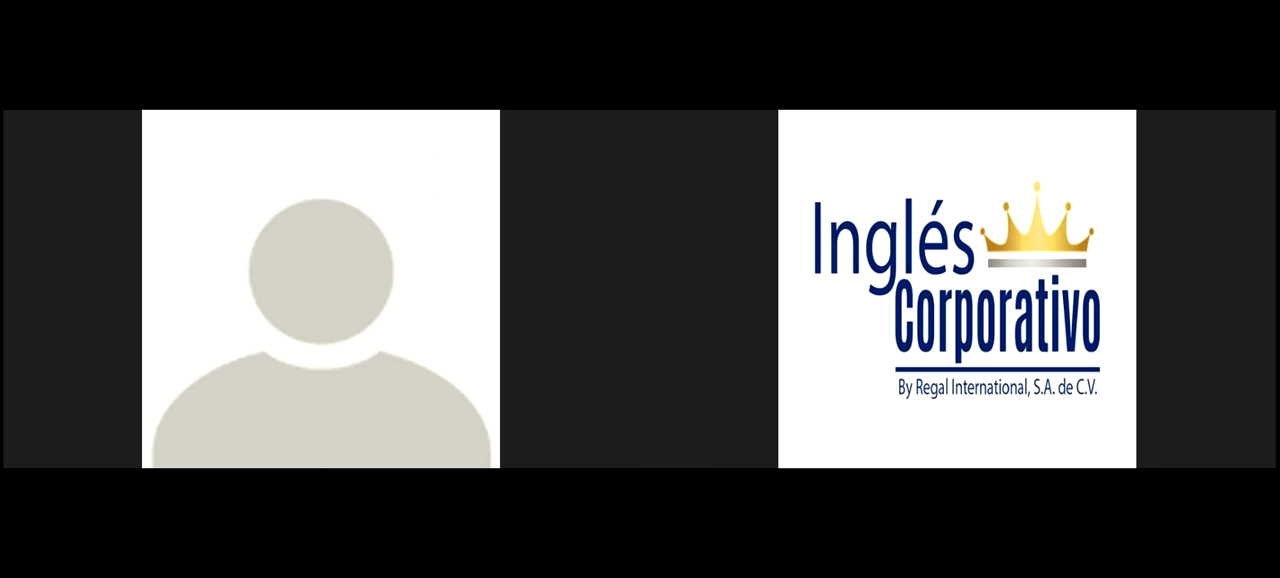 Inglés
Corporativo
By Regal International, S.A. de C.V.